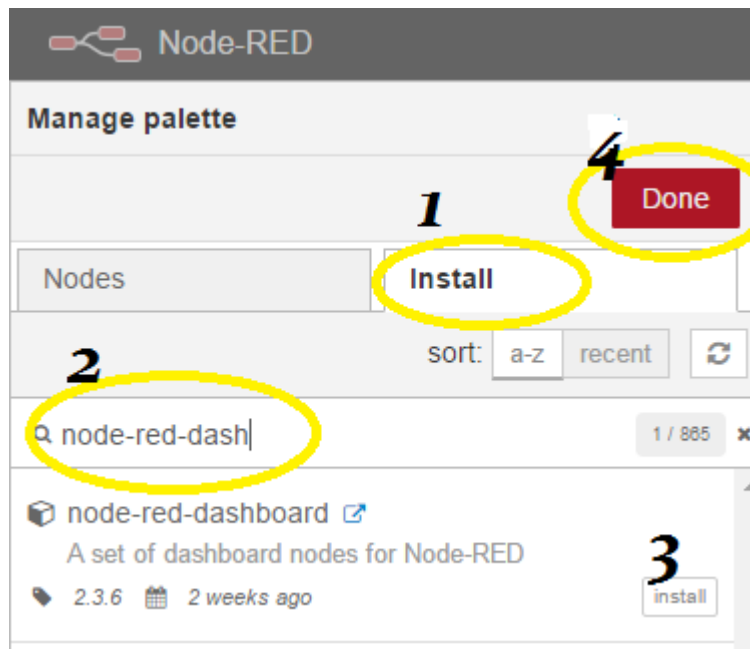 Node-RED
Manage palette
4
Done
1
Nodes
Install
2
sort: a-z recent
node-red-dash
1 / 865 ×
node-red-dashboard
A set of dashboard nodes for Node-RED
3
2.3.6 2 weeks ago
install